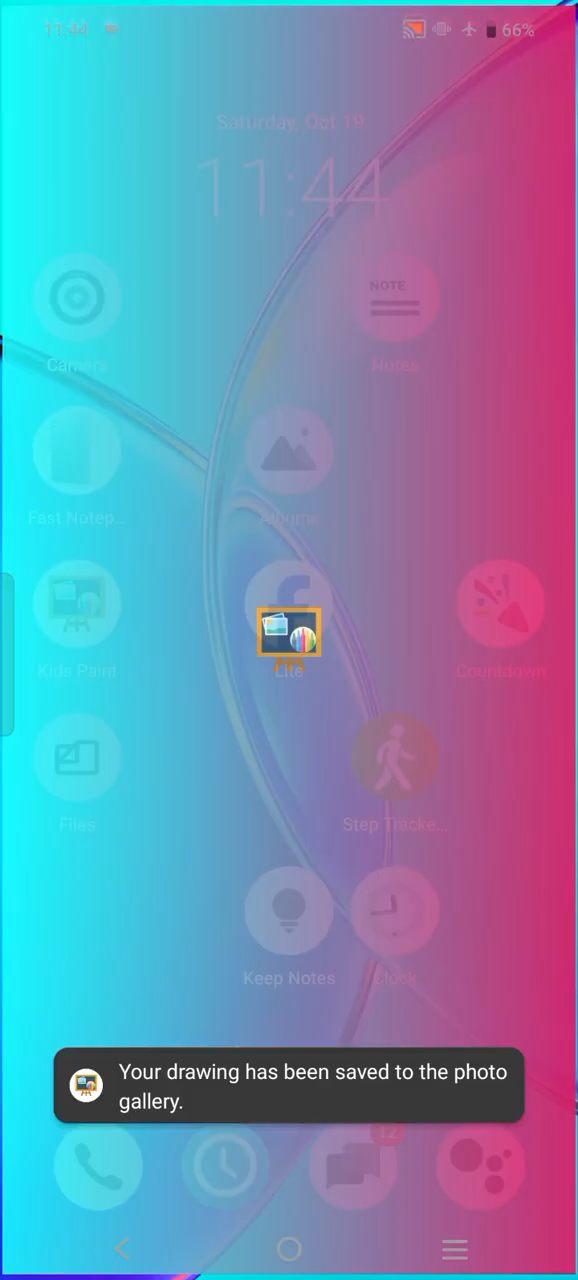 11:44
66%
Saturday, Oct 19
11:44
NOTE
Camera
Notes
Fast Notep...
Albums
Kids Paint
Lite
Countdown
Files
Step Tracke...
Keep Notes
Clock
Your drawing has been saved to the photo
gallery.
12